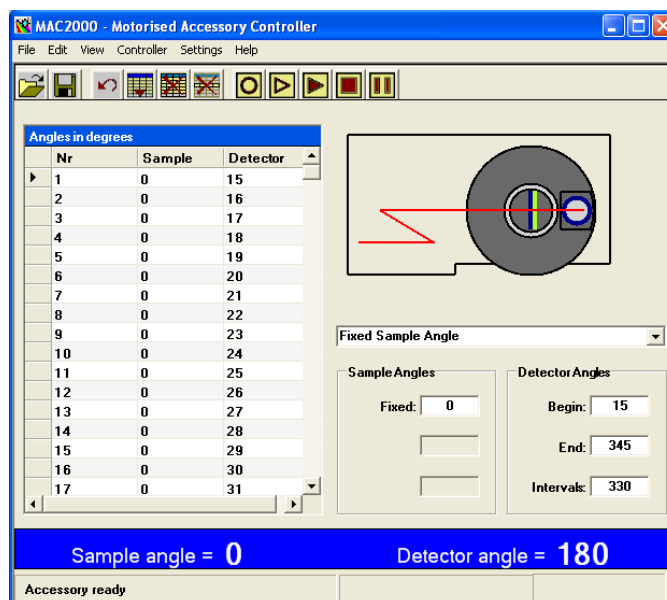 MAC2000 - Motorised Accessory Controller
File Edit View Controller Settings Help
Angles in degrees
Nr Sample Detector
1 0 15
2 0 16
3 0 17
4 0 18
5 0 19
6 0 20
7 0 21
8 0 22
9 0 23
10 0 24
11 0 25
12 0 26
13 0 27
14 0 28
15 0 29
16 0 30
17 0 31
Fixed Sample Angle
Sample Angles
Fixed: 0
Detector Angles
Begin: 15
End: 345
Intervals: 330
Sample angle = 0 Detector angle = 180
Accessory ready